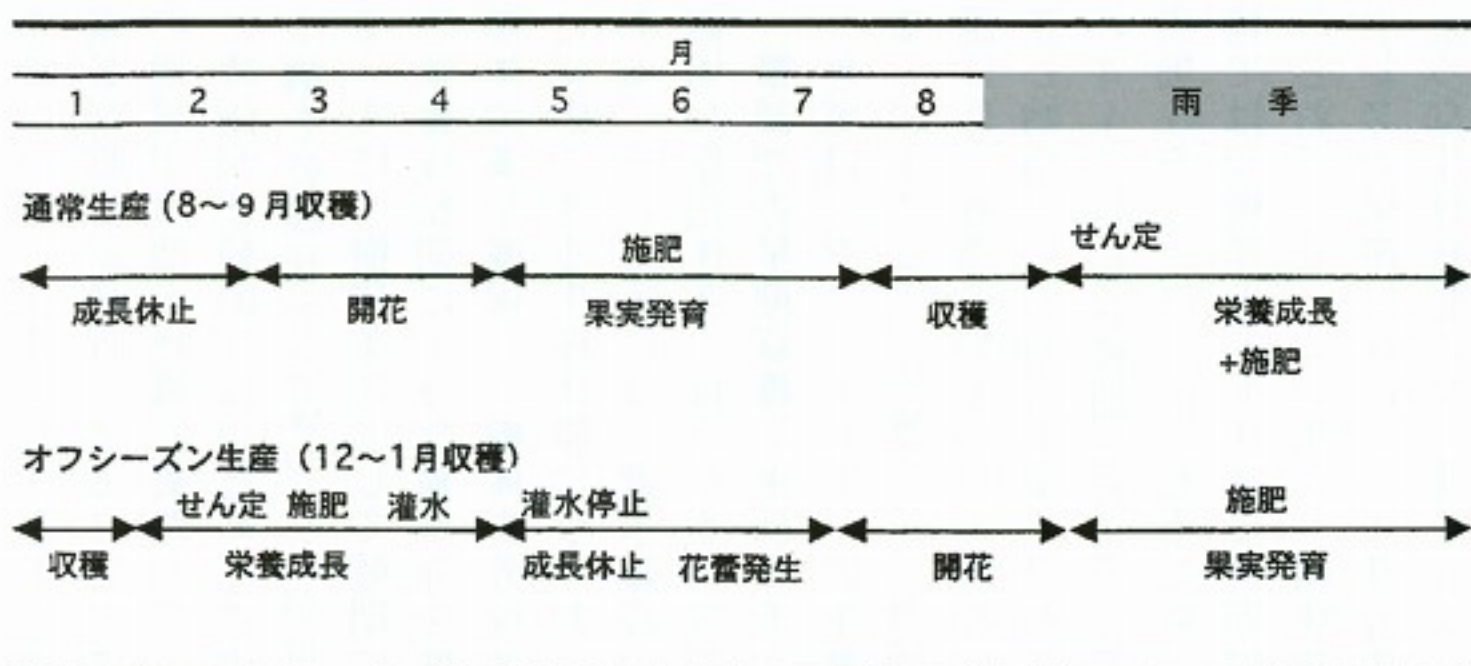 月
1 2 3 4 5 6 7 8 雨 季
通常生産 (8～9月収穫)
施肥 せん定
成長休止 開花 果実発育 収穫 栄養成長
+施肥
オフシーズン生産（12～1月収穫）
せん定 施肥 灌水 灌水停止 施肥
収穫 栄養成長 成長休止 花蕾発生 開花 果実発育